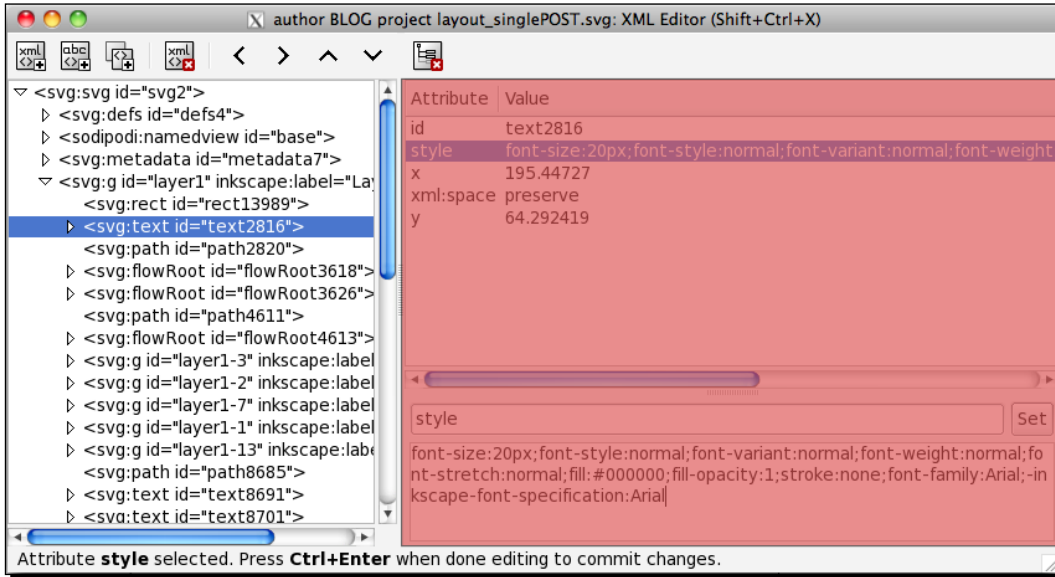 author BLOG project layout_singlePOST.svg: XML Editor (Shift+Ctrl+X)
xml
abc
xml
<svg:svg id="svg2">
<svg:defs id="defs4">
<sodipodi:namedview id="base">
<svg:metadata id="metadata7">
<svg:g id="layer1" inkscape:label="La
<svg:rect id="rect13989">
<svg:text id="text2816">
<svg:path id="path2820">
<svg:flowRoot id="flowRoot3618">
<svg:flowRoot id="flowRoot3626">
<svg:path id="path4611">
<svg:flowRoot id="flowRoot4613">
<svg:g id="layer1-3" inkscape:label
<svg:g id="layer1-2" inkscape:label
<svg:g id="layer1-7" inkscape:label
<svg:g id="layer1-1" inkscape:label
<svg:g id="layer1-13" inkscape:labe
<svg:path id="path8685">
<svg:text id="text8691">
<svg:text id="text8701">
Attribute Value
id text2816
style font-size:20px;font-style:normal;font-variant:normal;font-weight
x 195.44727
xml:space preserve
y 64.292419
style Set
font-size:20px;font-style:normal;font-variant:normal;font-weight:normal;fo
nt-stretch:normal;fill:#000000;fill-opacity:1;stroke:none;font-family:Arial;-in
kscape-font-specification:Arial
Attribute style selected. Press Ctrl+Enter when done editing to commit changes.